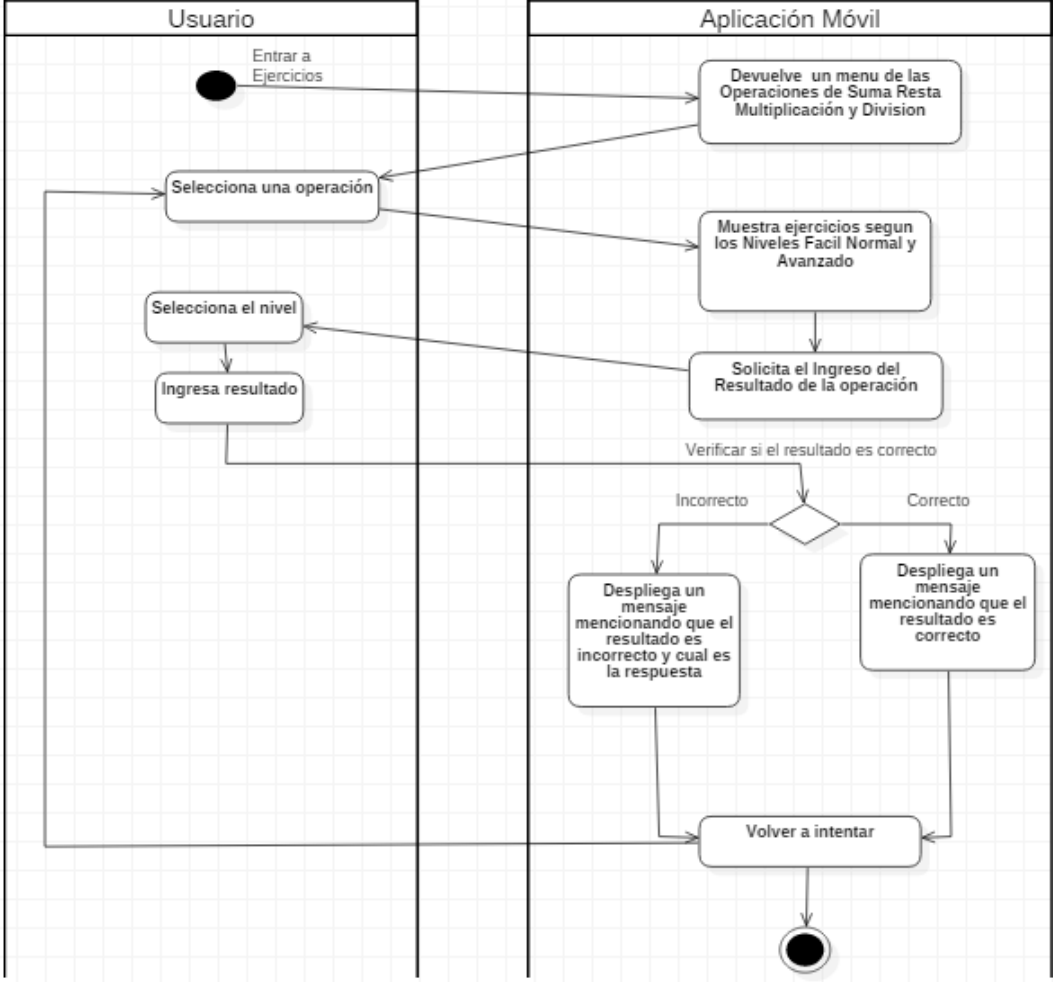 Usuario
Aplicación Móvil
Entrar a
Ejercicios
Devuelve un menu de las
Operaciones de Suma Resta
Multiplicación y Division
Selecciona una operación
Muestra ejercicios segun
los Niveles Facil Normal y
Avanzado
Selecciona el nivel
Solicita el Ingreso del
Resultado de la operación
Ingresa resultado
Verificar si el resultado es correcto
Incorrecto
Correcto
Despliega un
mensaje
mencionando que el
resultado es
incorrecto y cual es
la respuesta
Despliega un
mensaje
mencionando que el
resultado es
correcto
Volver a intentar